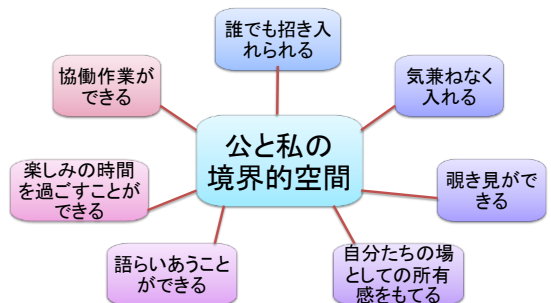 誰でも招き入
れられる
協働作業が
できる
気兼ねなく
入れる
公と私の
境界的空間
楽しみの時間
を過ごすことが
できる
覗き見がで
きる
語らいあうこと
ができる
自分たちの場
としての所有
感をもてる